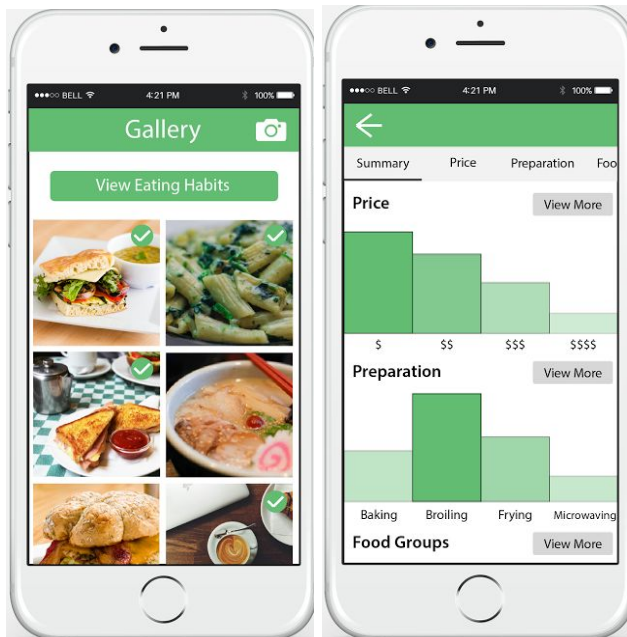 ●●●○○ BELL 4:21 PM 100%
Gallery
View Eating Habits
●●●○○ BELL 4:21 PM 100%
Summary Price Preparation Foo
Price View More
$ $$ $$$ $$$$
Preparation View More
Baking Broiling Frying Microwaving
Food Groups View More